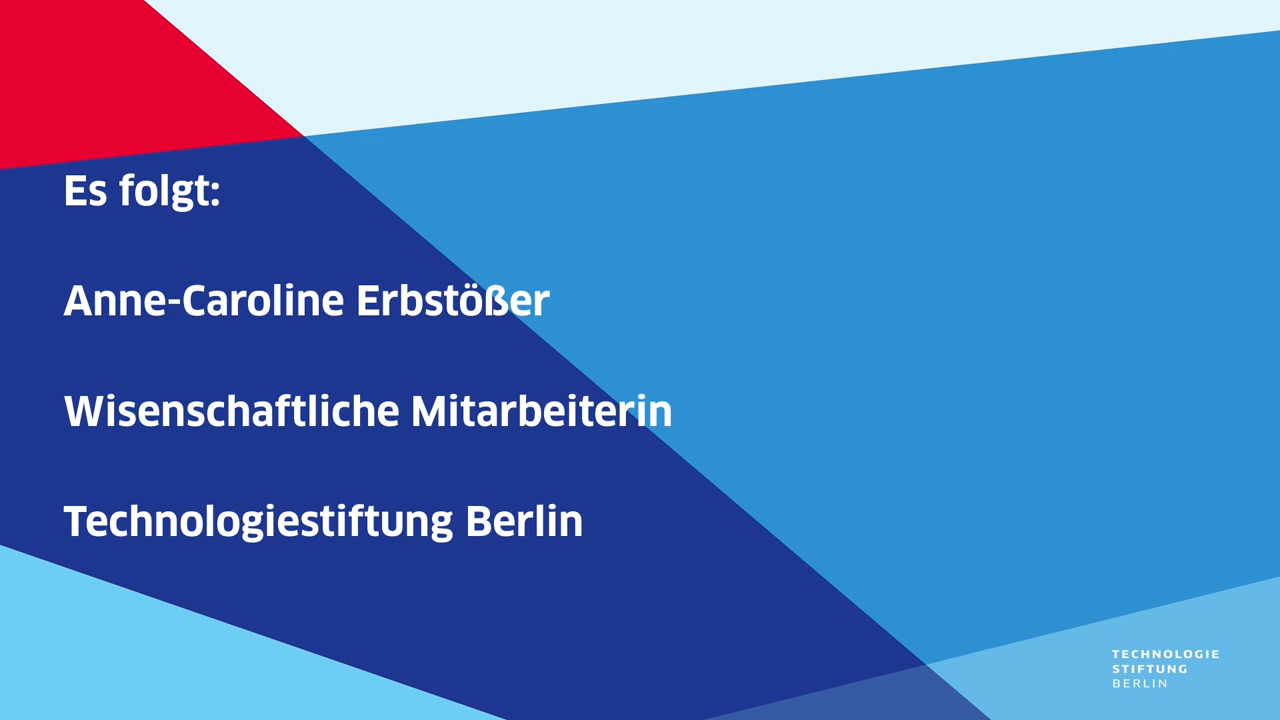 Es folgt:
Anne-Caroline Erbstößer
Wisenschaftliche Mitarbeiterin
Technologiestiftung Berlin
TECHNOLOGIE
STIFTUNG
BERLIN